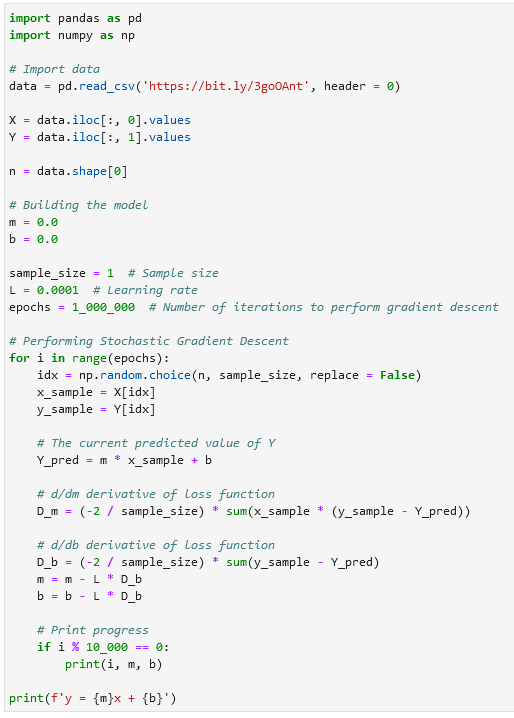 import pandas as pd
import numpy as np

# Import data
data = pd.read_csv('https://bit.ly/3goOAnt', header = 0)

X = data.iloc[:, 0].values
Y = data.iloc[:, 1].values

n = data.shape[0]

# Building the model
m = 0.0
b = 0.0

sample_size = 1  # Sample size
L = 0.0001  # Learning rate
epochs = 1_000_000  # Number of iterations to perform gradient descent

# Performing Stochastic Gradient Descent
for i in range(epochs):
    idx = np.random.choice(n, sample_size, replace = False)
    x_sample = X[idx]
    y_sample = Y[idx]

    # The current predicted value of Y
    Y_pred = m * x_sample + b

    # d/dm derivative of loss function
    D_m = (-2 / sample_size) * sum(x_sample * (y_sample - Y_pred))

    # d/db derivative of loss function
    D_b = (-2 / sample_size) * sum(y_sample - Y_pred)
    m = m - L * D_b
    b = b - L * D_b

    # Print progress
    if i % 10_000 == 0:
        print(i, m, b)

print(f'y = {m}x + {b}')